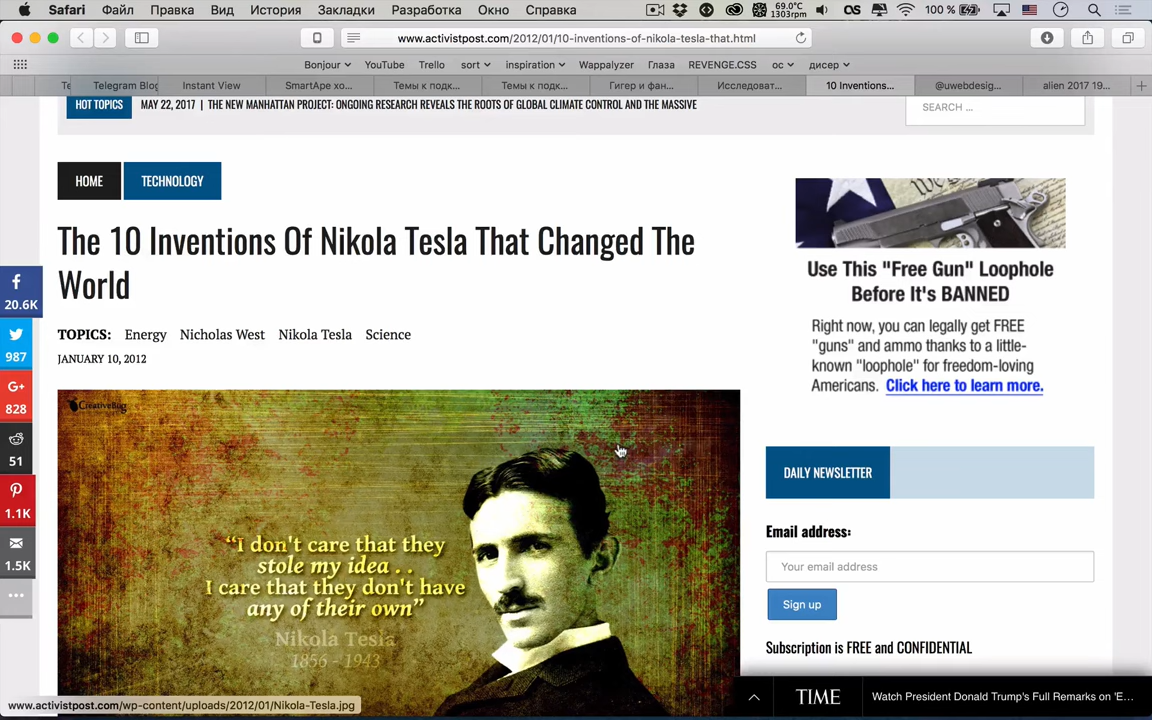 Safari Файл Правка Вид История Закладки Разработка Окно Справка 69.0°C 1303rpm 100 %
www.activistpost.com/2012/01/10-inventions-of-nikola-tesla-that.html
Bonjour YouTube Trello sort inspiration Wappalyzer Глаза REVENGE.CSS ос дисер
Te Telegram Blog Instant View SmartApe хо... Темы к подк... Темы к подк... Гигер и фан... Исследоват... 10 Inventions... @uwebdesig... alien 2017 19...
HOT TOPICS MAY 22, 2017 | THE NEW MANHATTAN PROJECT: ONGOING RESEARCH REVEALS THE ROOTS OF GLOBAL CLIMATE CONTROL AND THE MASSIVE
SEARCH ...
HOME TECHNOLOGY
The 10 Inventions Of Nikola Tesla That Changed The
World
TOPICS: Energy Nicholas West Nikola Tesla Science
JANUARY 10, 2012
20.6K
987
G+
828
51
1.1K
1.5K
CreativeBug
“I don't care that they
stole my idea . .
I care that they don't have
any of their own”
Nikola Tesla
1856 - 1943
Use This "Free Gun" Loophole
Before It's BANNED
Right now, you can legally get FREE
"guns" and ammo thanks to a little-
known "loophole" for freedom-loving
Americans. Click here to learn more.
DAILY NEWSLETTER
Email address:
Your email address
Sign up
Subscription is FREE and CONFIDENTIAL
TIME Watch President Donald Trump's Full Remarks on 'E...
www.activistpost.com/wp-content/uploads/2012/01/Nikola-Tesla.jpg